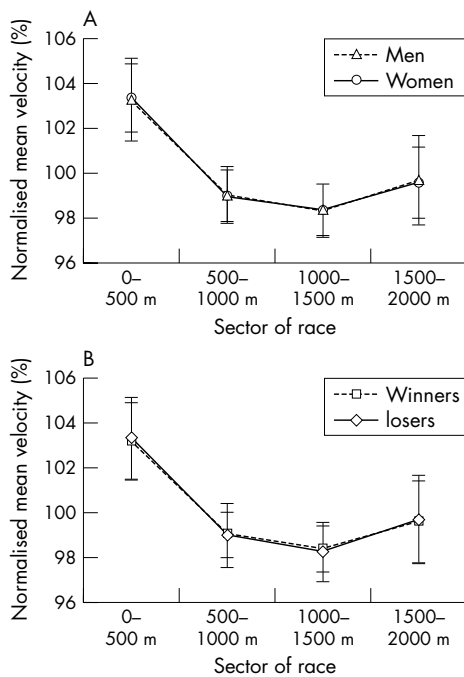 A
106
104
102
100
98
96
Normalised mean velocity (%)
Men
Women
0–
500 m
500–
1000 m
1000–
1500 m
1500–
2000 m
Sector of race
B
106
104
102
100
98
96
Normalised mean velocity (%)
Winners
losers
0–
500 m
500–
1000 m
1000–
1500 m
1500–
2000 m
Sector of race